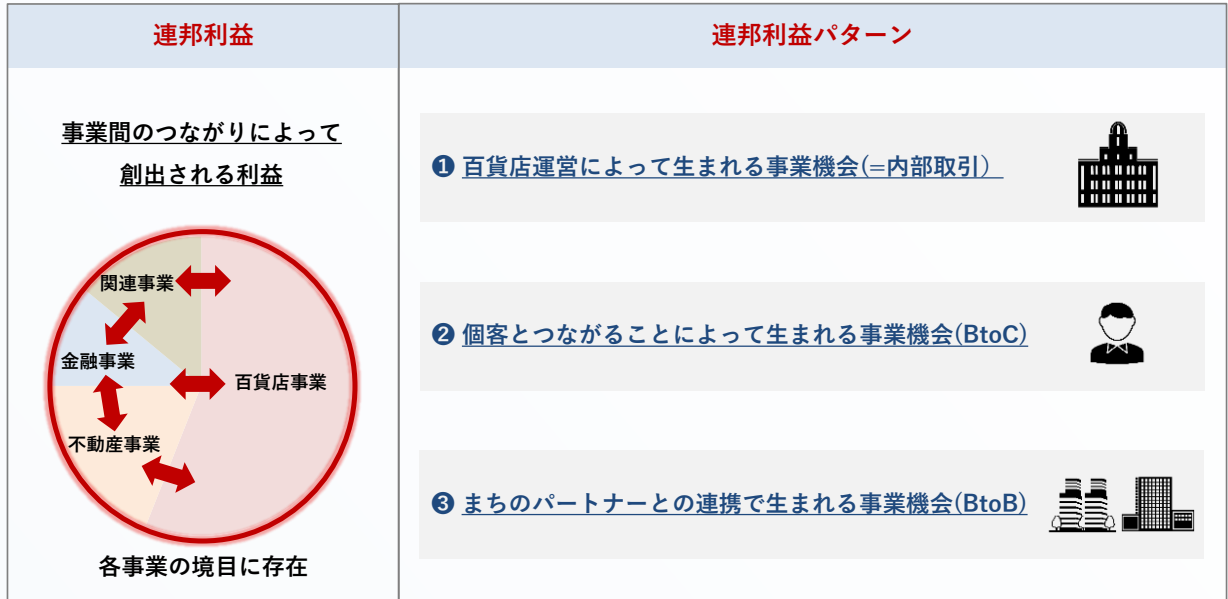 連邦利益
連邦利益パターン
事業間のつながりによって
創出される利益
関連事業
金融事業
百貨店事業
不動産事業
各事業の境目に存在
❶ 百貨店運営によって生まれる事業機会(=内部取引）
❷ 個客とつながることによって生まれる事業機会(BtoC)
❸ まちのパートナーとの連携で生まれる事業機会(BtoB)